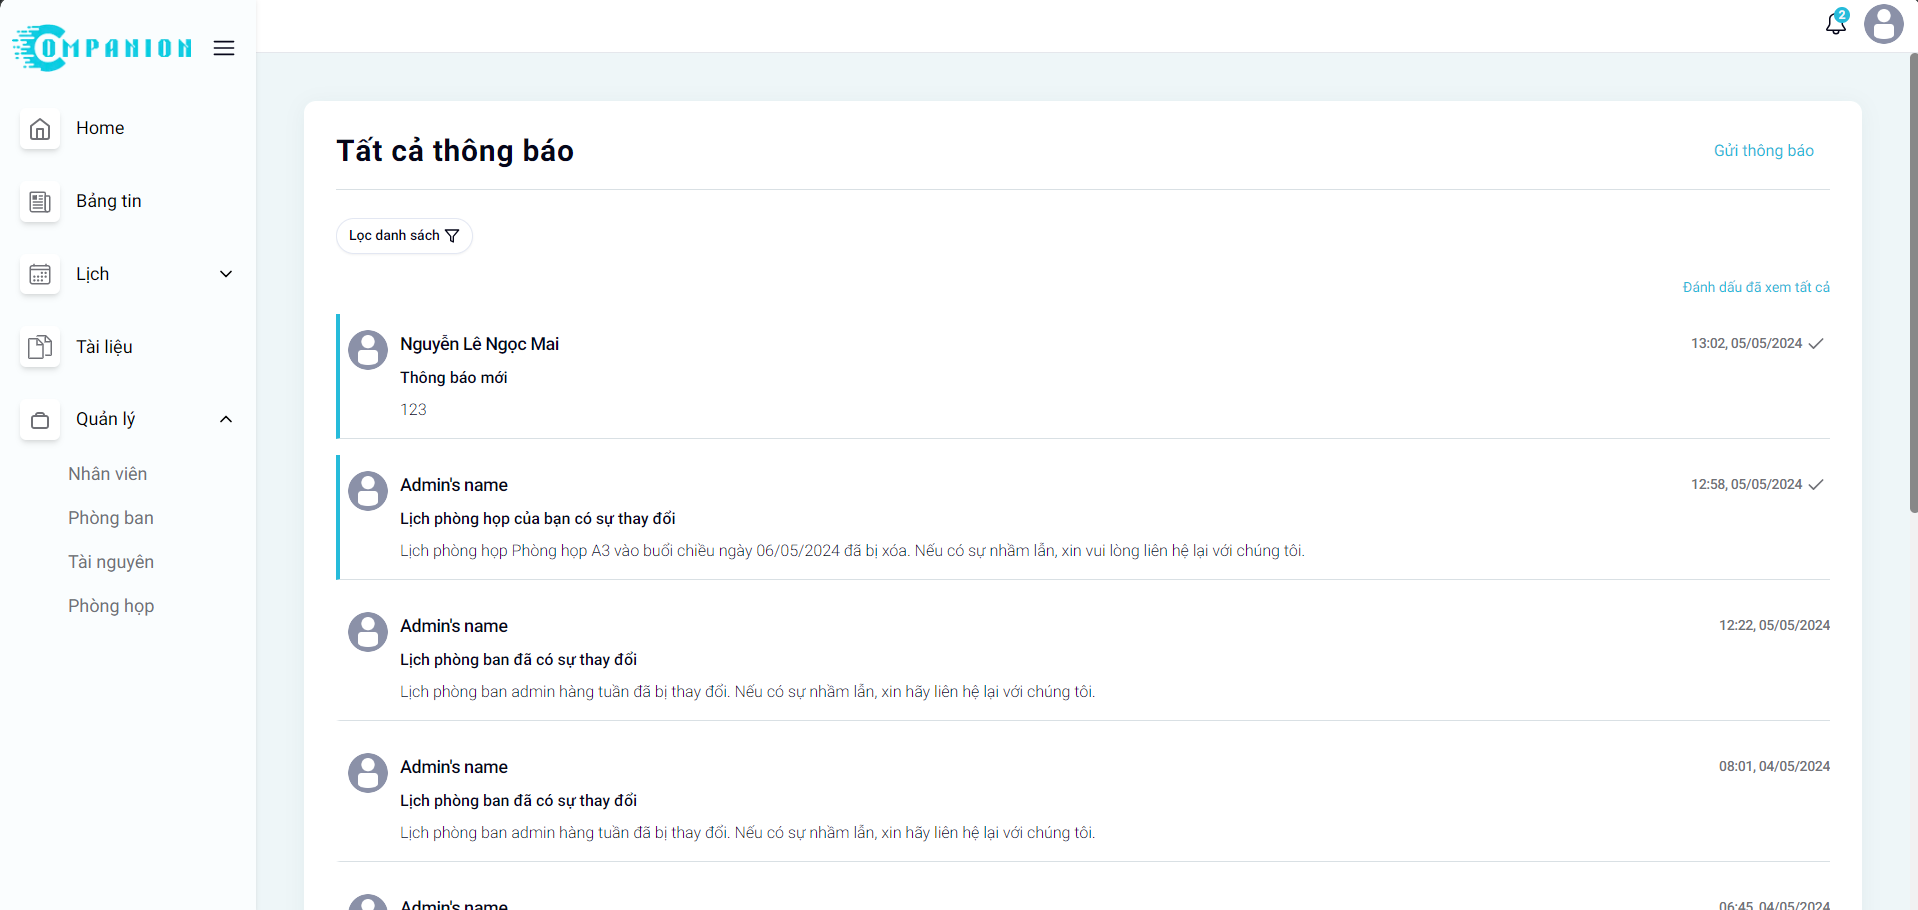 COMPANION
2
Home
Bảng tin
Lịch
Tài liệu
Quản lý
Nhân viên
Phòng ban
Tài nguyên
Phòng họp
Tất cả thông báo
Gửi thông báo
Lọc danh sách
Đánh dấu đã xem tất cả
Nguyễn Lê Ngọc Mai
13:02, 05/05/2024
Thông báo mới
123
Admin's name
12:58, 05/05/2024
Lịch phòng họp của bạn có sự thay đổi
Lịch phòng họp Phòng họp A3 vào buổi chiều ngày 06/05/2024 đã bị xóa. Nếu có sự nhầm lẫn, xin vui lòng liên hệ lại với chúng tôi.
Admin's name
12:22, 05/05/2024
Lịch phòng ban đã có sự thay đổi
Lịch phòng ban admin hàng tuần đã bị thay đổi. Nếu có sự nhầm lẫn, xin hãy liên hệ lại với chúng tôi.
Admin's name
08:01, 04/05/2024
Lịch phòng ban đã có sự thay đổi
Lịch phòng ban admin hàng tuần đã bị thay đổi. Nếu có sự nhầm lẫn, xin hãy liên hệ lại với chúng tôi.
Admin's name
06:45, 04/05/2024